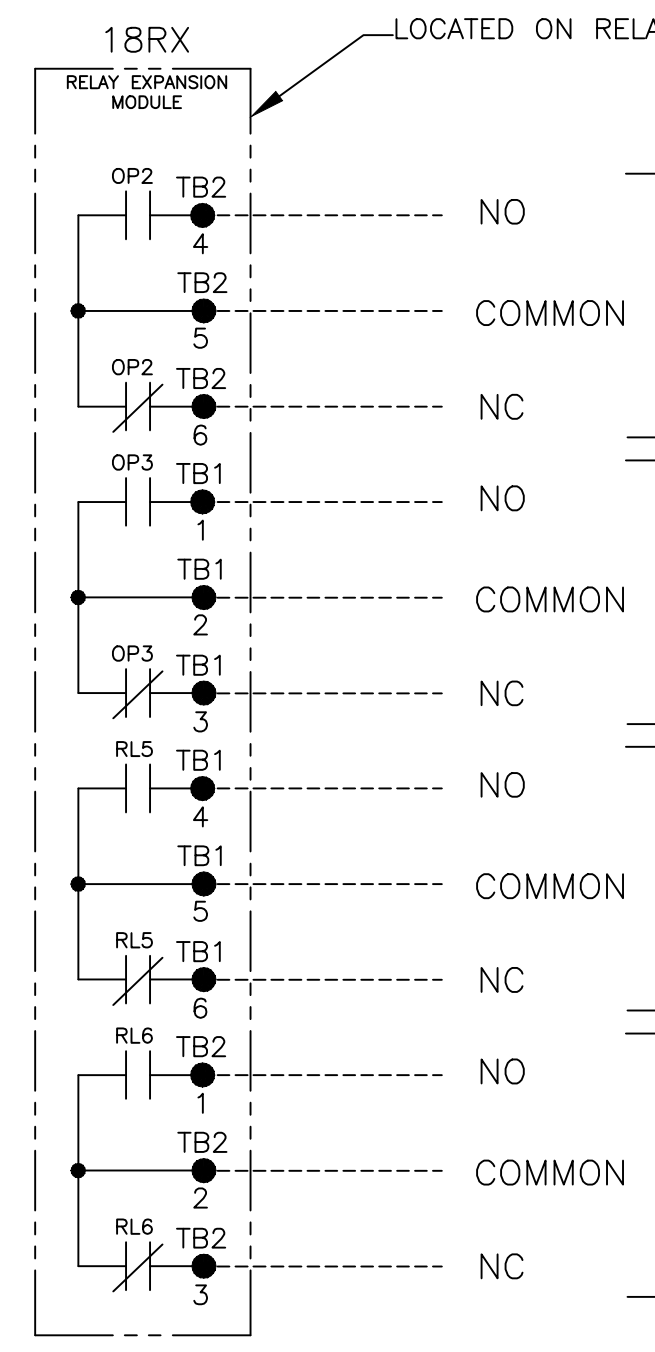 18RX
LOCATED ON RELA
RELAY EXPANSION
MODULE
OP2 TB2
4 NO
TB2
5 COMMON
OP2 TB2
6 NC
OP3 TB1
1 NO
TB1
2 COMMON
OP3 TB1
3 NC
RL5 TB1
4 NO
TB1
5 COMMON
RL5 TB1
6 NC
RL6 TB2
1 NO
TB2
2 COMMON
RL6 TB2
3 NC